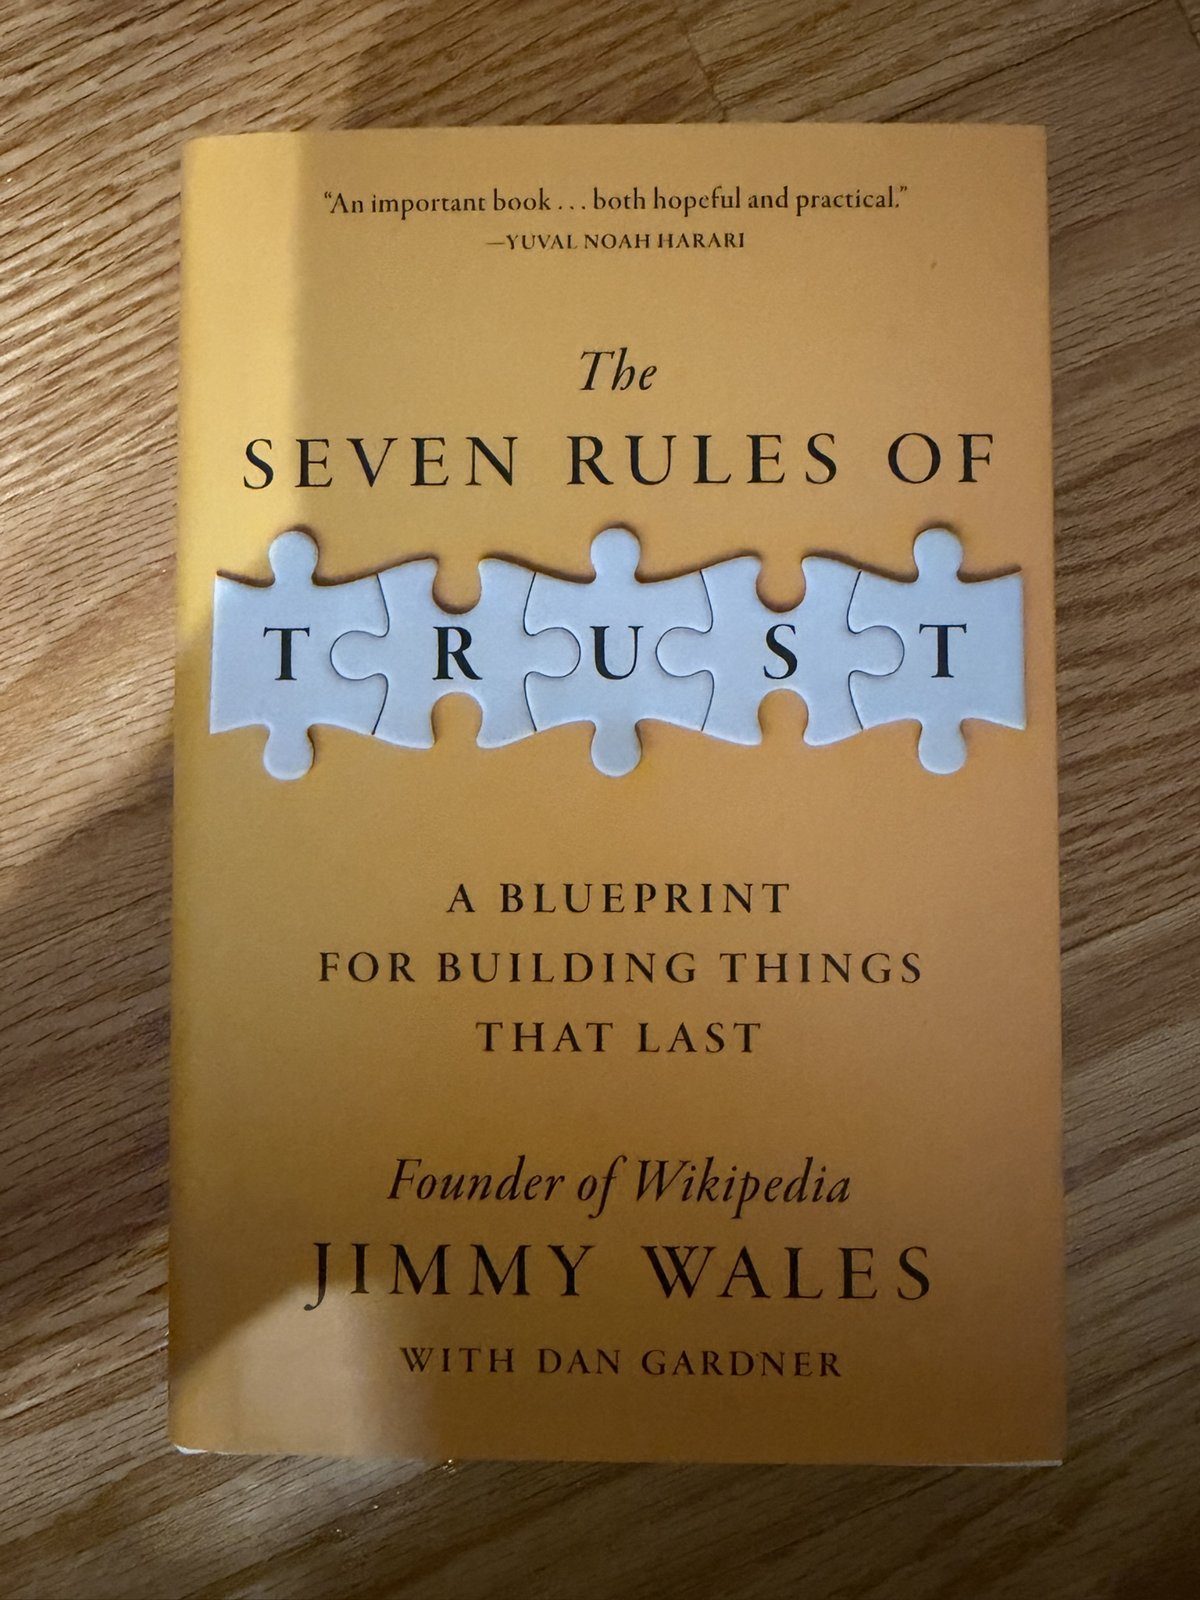 “An important book . . . both hopeful and practical.”
—YUVAL NOAH HARARI
The
SEVEN RULES OF
TRUST
A BLUEPRINT
FOR BUILDING THINGS
THAT LAST
Founder of Wikipedia
JIMMY WALES
WITH DAN GARDNER